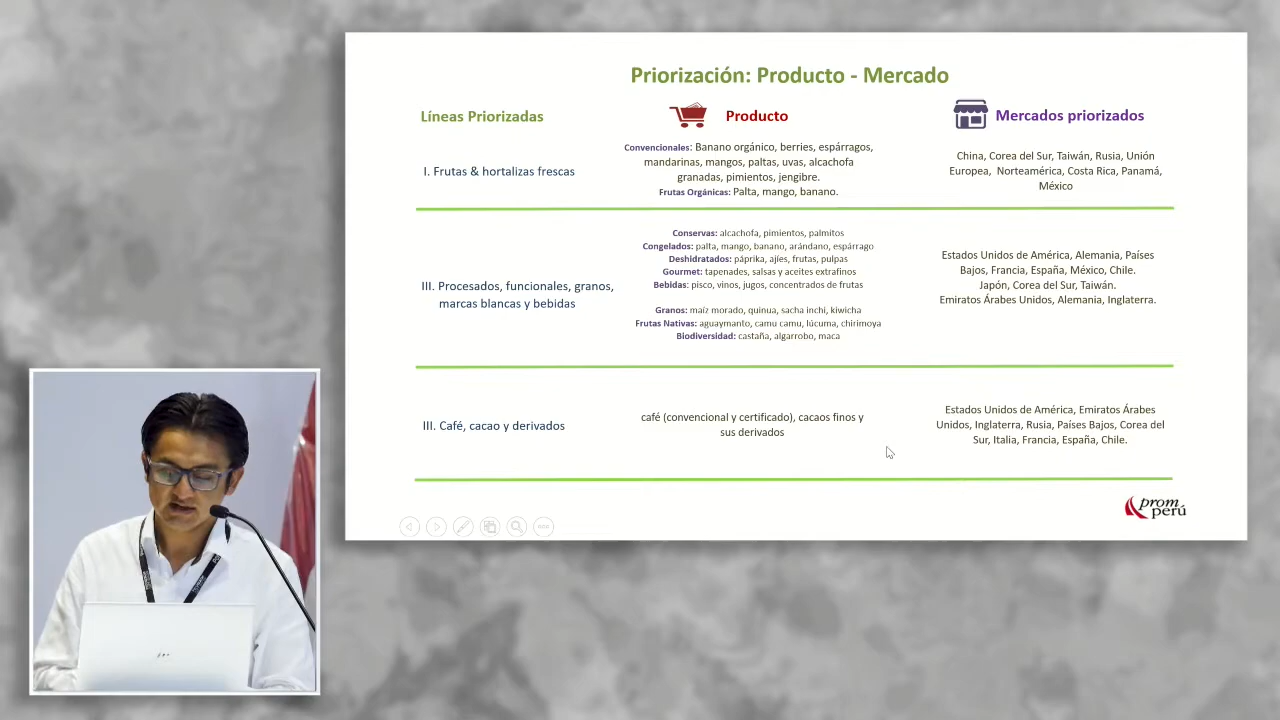 Priorización: Producto - Mercado
Líneas Priorizadas
Producto
Mercados priorizados
I. Frutas & hortalizas frescas
Convencionales: Banano orgánico, berries, espárragos,
mandarinas, mangos, paltas, uvas, alcachofa
granadas, pimientos, jengibre.
Frutas Orgánicas: Palta, mango, banano.
China, Corea del Sur, Taiwán, Rusia, Unión
Europea, Norteamérica, Costa Rica, Panamá,
México
III. Procesados, funcionales, granos,
marcas blancas y bebidas
Conservas: alcachofa, pimientos, palmitos
Congelados: palta, mango, banano, arándano, espárrago
Deshidratados: páprika, ajíes, frutas, pulpas
Gourmet: tapenades, salsas y aceites extrafinos
Bebidas: pisco, vinos, jugos, concentrados de frutas
Granos: maíz morado, quinua, sacha inchi, kiwicha
Frutas Nativas: aguaymanto, camu camu, lúcuma, chirimoya
Biodiversidad: castaña, algarrobo, maca
Estados Unidos de América, Alemania, Países
Bajos, Francia, España, México, Chile.
Japón, Corea del Sur, Taiwán.
Emiratos Árabes Unidos, Alemania, Inglaterra.
III. Café, cacao y derivados
café (convencional y certificado), cacaos finos y
sus derivados
Estados Unidos de América, Emiratos Árabes
Unidos, Inglaterra, Rusia, Países Bajos, Corea del
Sur, Italia, Francia, España, Chile.
prom
perú
hp